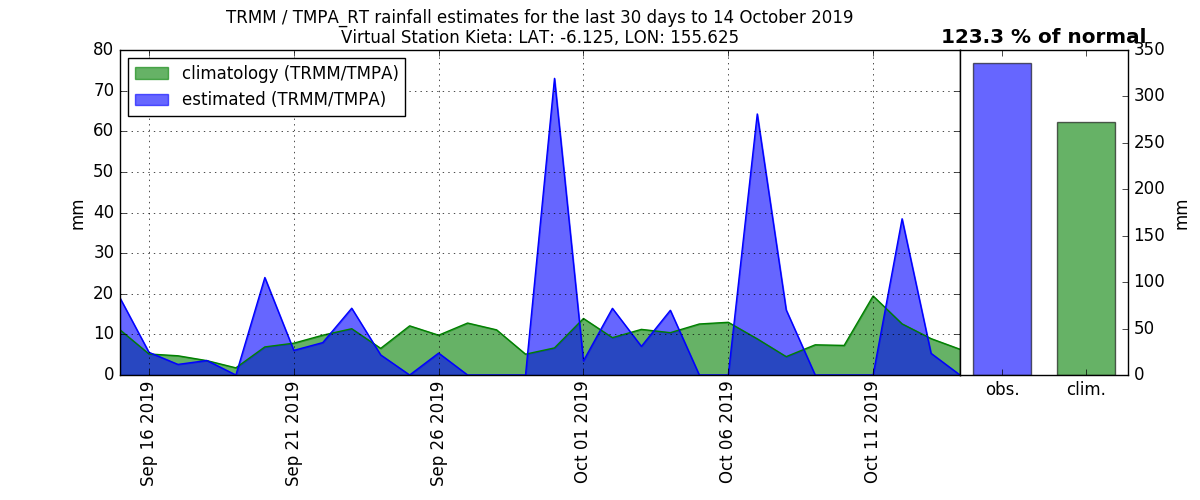 TRMM / TMPA_RT rainfall estimates for the last 30 days to 14 October 2019
Virtual Station Kieta: LAT: -6.125, LON: 155.625
123.3 % of normal
climatology (TRMM/TMPA)
estimated (TRMM/TMPA)
mm
80
70
60
50
40
30
20
10
0
Sep 16 2019
Sep 21 2019
Sep 26 2019
Oct 01 2019
Oct 06 2019
Oct 11 2019
obs.
clim.
350
300
250
200
150
100
50
0
mm